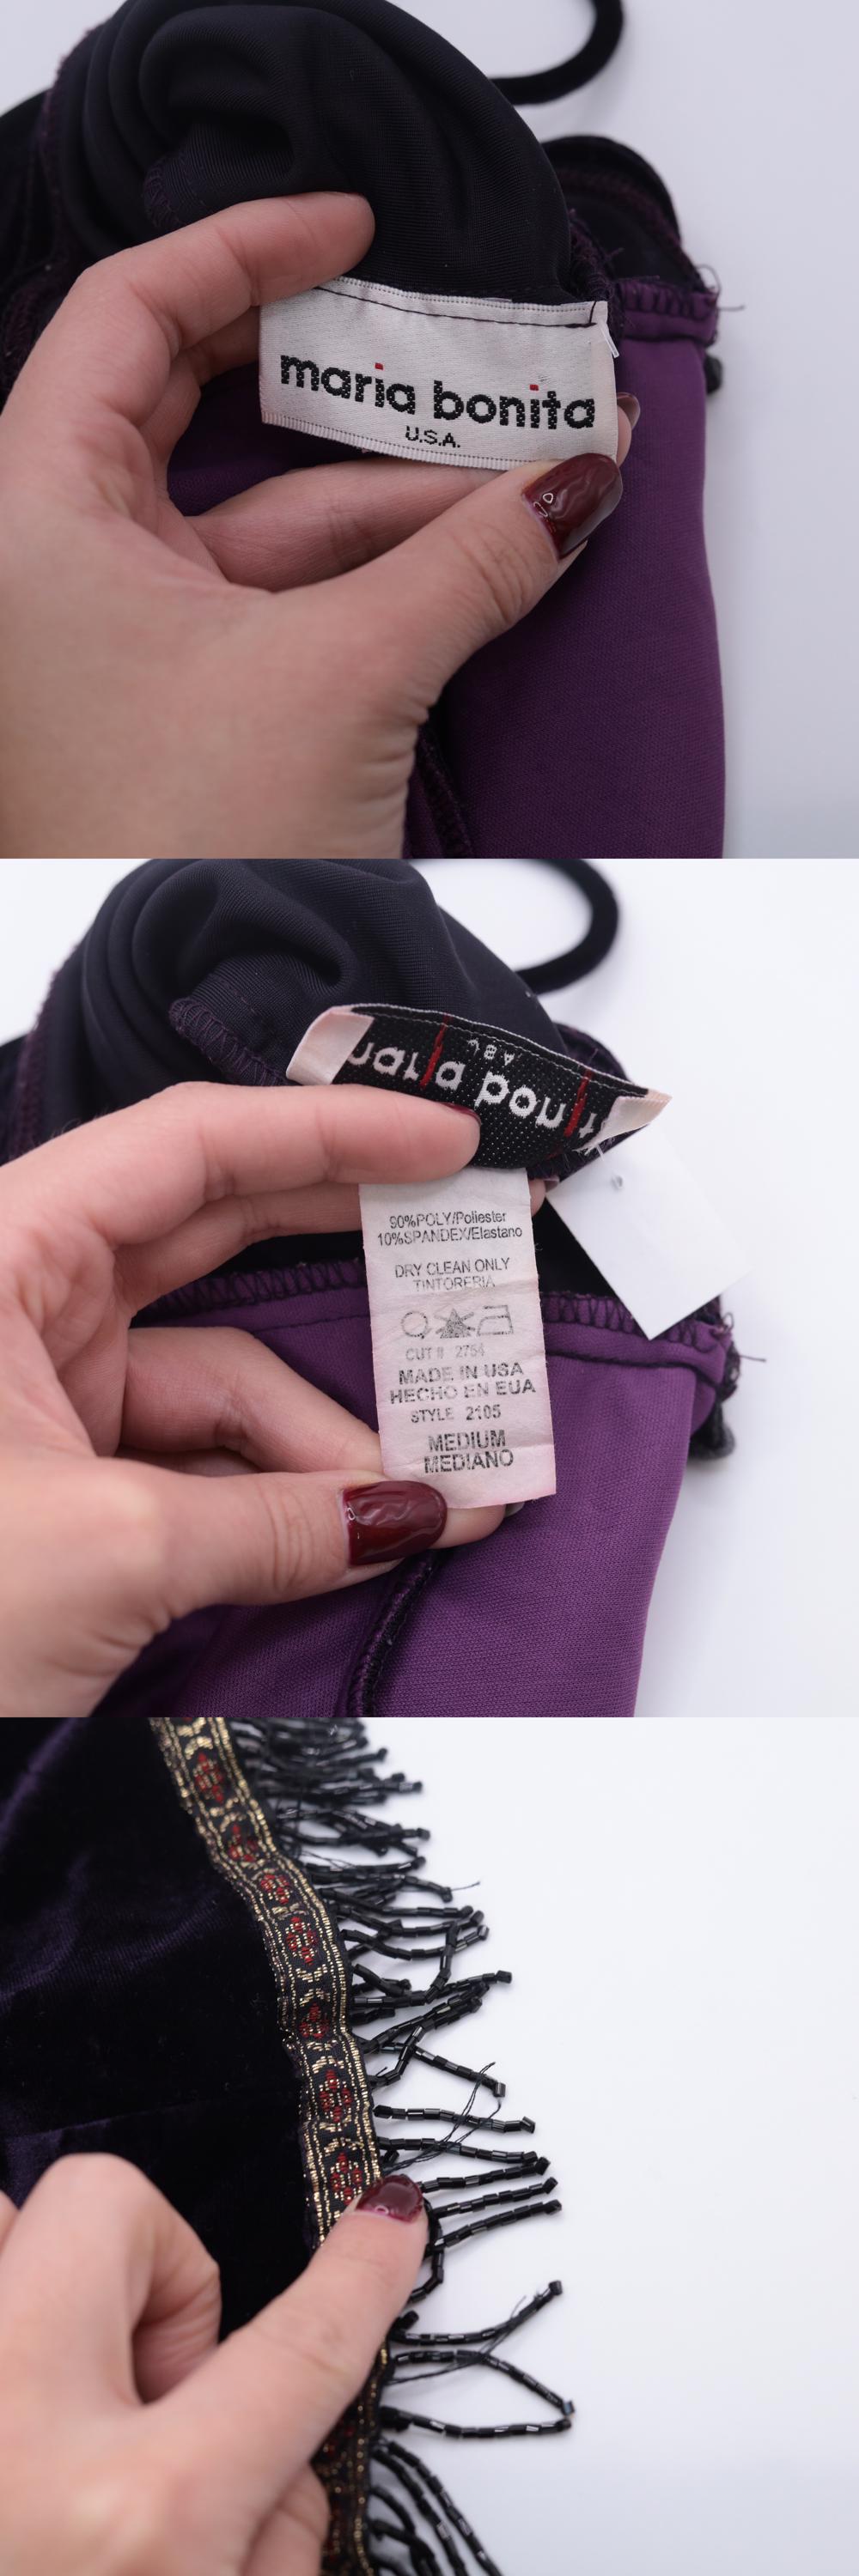 maria bonita
U.S.A.
90%POLY/Poliester
10%SPANDEX/Elastano
DRY CLEAN ONLY
TINTORERIA
CUT # 2754
MADE IN USA
HECHO EN EUA
STYLE 2105
MEDIUM
MEDIANO